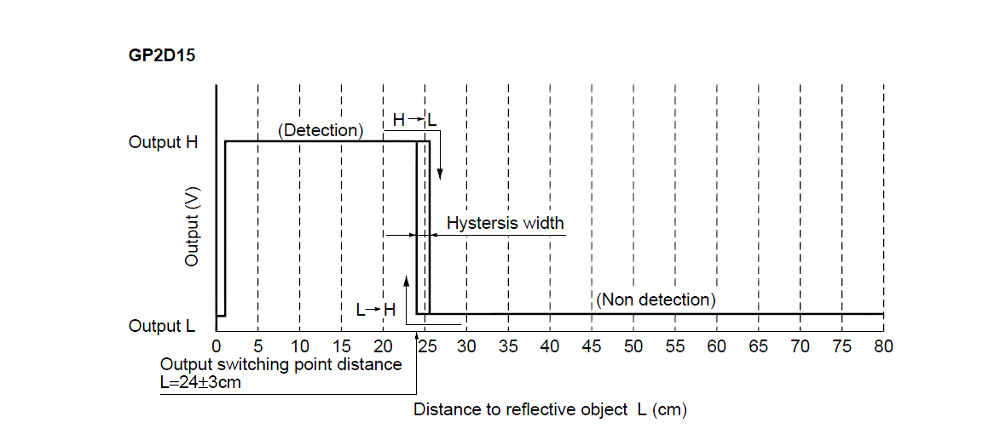 GP2D15
H→L
(Detection)
Output H
Output (V)
Hystersis width
(Non detection)
L→H
Output L
0 5 10 15 20 25 30 35 40 45 50 55 60 65 70 75 80
Output switching point distance
L=24±3cm
Distance to reflective object L (cm)